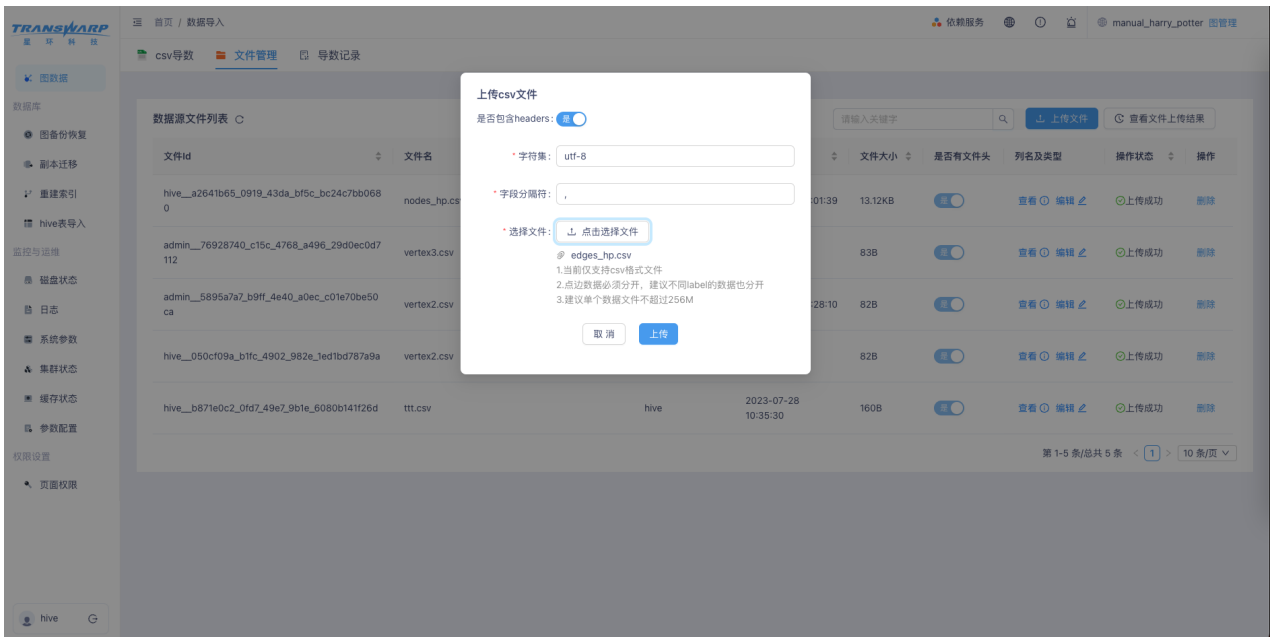 TRANSWARP
星 环 科 技
首页 / 数据导入
依赖服务
manual_harry_potter 图管理
csv导数
文件管理
导数记录
图数据
数据库
图备份恢复
副本迁移
重建索引
hive表导入
监控与运维
磁盘状态
日志
系统参数
集群状态
缓存状态
参数配置
权限设置
页面权限
hive
数据源文件列表
请输入关键字
上传文件
查看文件上传结果
文件Id
文件名
文件大小
是否有文件头
列名及类型
操作状态
操作
hive__a2641b65_0919_43da_bf5c_bc24c7bb068
0
nodes_hp.cs
:01:39
13.12KB
是
查看
编辑
上传成功
删除
admin__76928740_c15c_4768_a496_29d0ec0d7
112
vertex3.csv
83B
是
查看
编辑
上传成功
删除
admin__5895a7a7_b9ff_4e40_a0ec_c01e70be50
ca
vertex2.csv
:28:10
82B
是
查看
编辑
上传成功
删除
hive__050cf09a_b1fc_4902_982e_1ed1bd787a9a
vertex2.csv
82B
是
查看
编辑
上传成功
删除
hive__b871e0c2_0fd7_49e7_9b1e_6080b141f26d
ttt.csv
hive
2023-07-28
10:35:30
160B
是
查看
编辑
上传成功
删除
第 1-5 条/总共 5 条
1
10 条/页
上传csv文件
是否包含headers:
是
* 字符集:
utf-8
* 字段分隔符:
,
* 选择文件:
点击选择文件
edges_hp.csv
1.当前仅支持csv格式文件
2.点边数据必须分开，建议不同label的数据也分开
3.建议单个数据文件不超过256M
取 消
上传